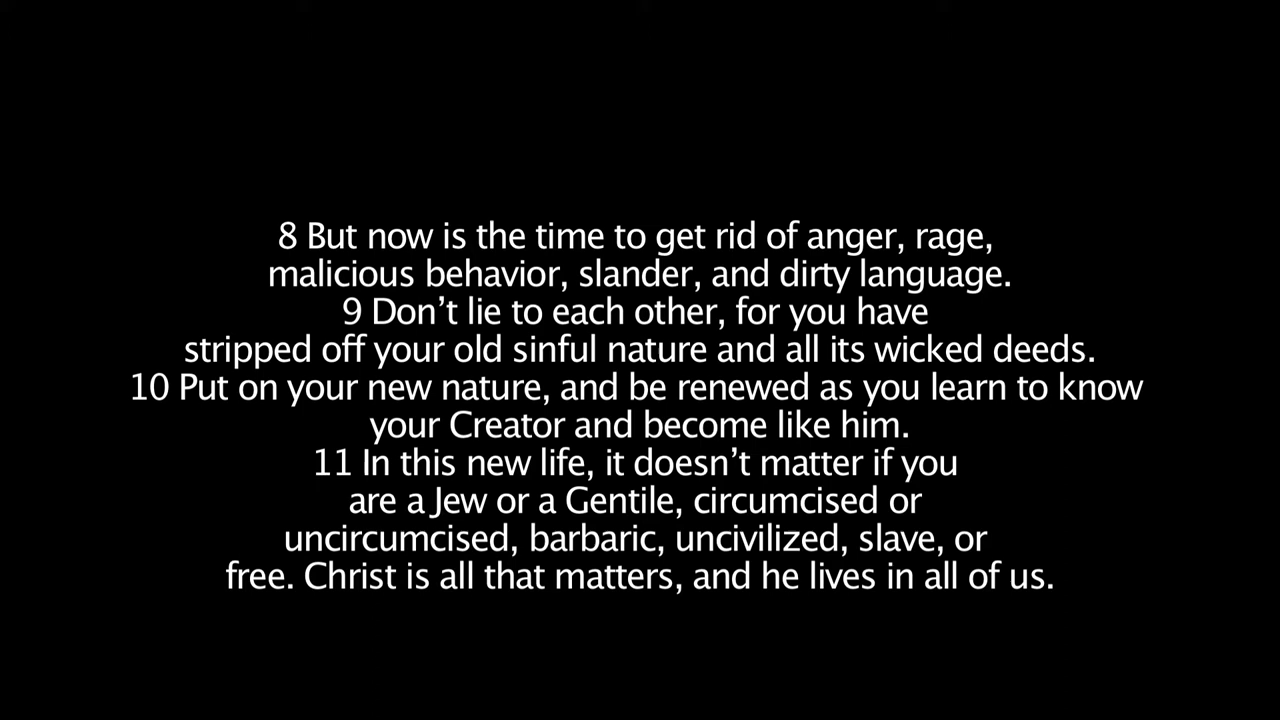 8 But now is the time to get rid of anger, rage,
malicious behavior, slander, and dirty language.
9 Don’t lie to each other, for you have
stripped off your old sinful nature and all its wicked deeds.
10 Put on your new nature, and be renewed as you learn to know
your Creator and become like him.
11 In this new life, it doesn’t matter if you
are a Jew or a Gentile, circumcised or
uncircumcised, barbaric, uncivilized, slave, or
free. Christ is all that matters, and he lives in all of us.